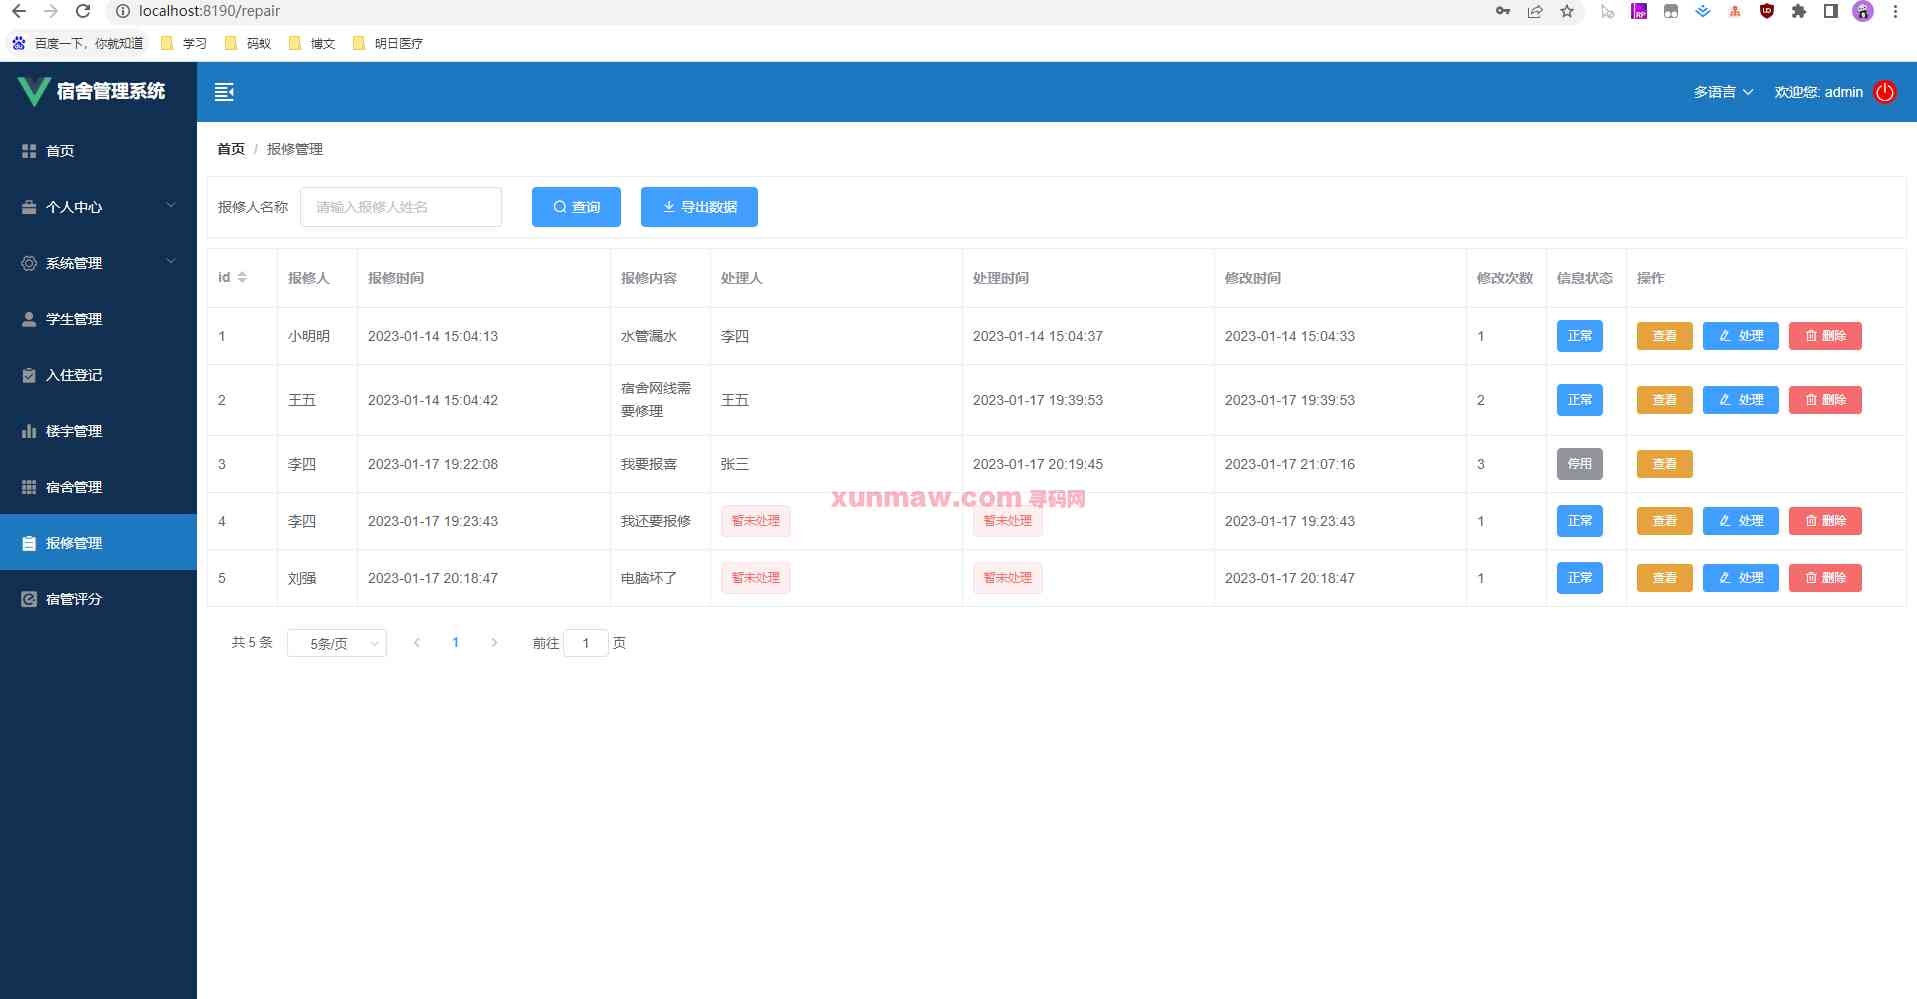 localhost:8190/repair
百度一下，你就知道 学习 码蚁 博文 明日医疗
宿舍管理系统
多语言 欢迎您: admin
首页
个人中心
系统管理
学生管理
入住登记
楼宇管理
宿舍管理
报修管理
宿管评分
首页 / 报修管理
报修人名称 请输入报修人姓名 查询 导出数据
id 报修人 报修时间 报修内容 处理人 处理时间 修改时间 修改次数 信息状态 操作
1 小明明 2023-01-14 15:04:13 水管漏水 李四 2023-01-14 15:04:37 2023-01-14 15:04:33 1 正常 查看 处理 删除
2 王五 2023-01-14 15:04:42 宿舍网线需 王五 2023-01-17 19:39:53 2023-01-17 19:39:53 2 正常 查看 处理 删除
要修理
3 李四 2023-01-17 19:22:08 我要报喜 张三 2023-01-17 20:19:45 2023-01-17 21:07:16 3 停用 查看
xunmaw.com 寻码网
4 李四 2023-01-17 19:23:43 我还要报修 暂未处理 暂未处理 2023-01-17 19:23:43 1 正常 查看 处理 删除
5 刘强 2023-01-17 20:18:47 电脑坏了 暂未处理 暂未处理 2023-01-17 20:18:47 1 正常 查看 处理 删除
共 5 条 5条/页 1 前往 1 页